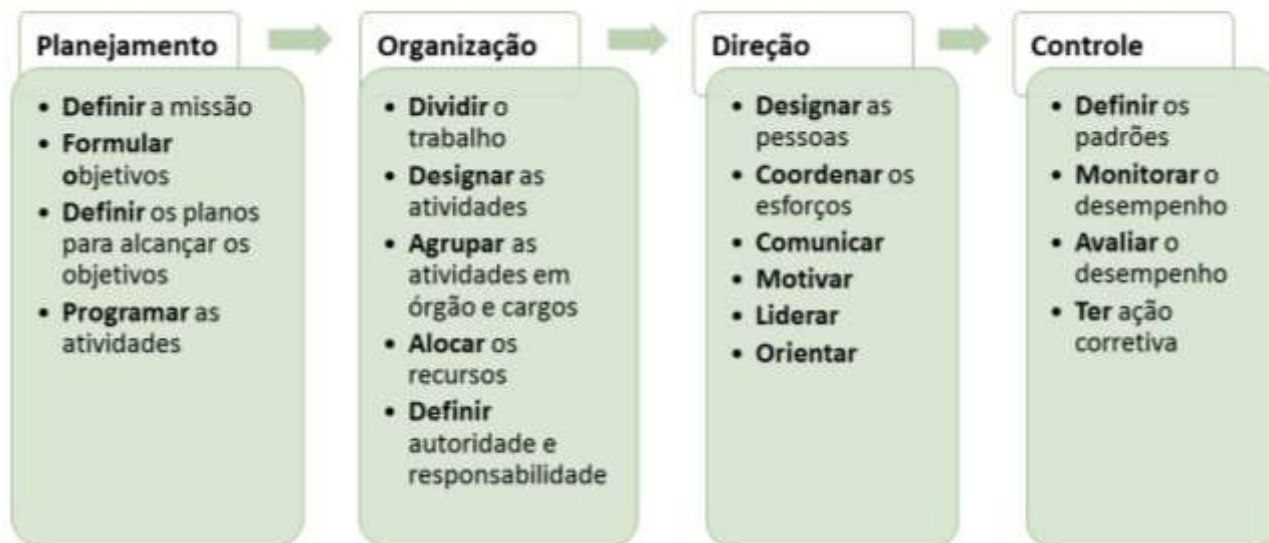 Planejamento
• Definir a missão
• Formular
objetivos
• Definir os planos
para alcançar os
objetivos
• Programar as
atividades
Organização
• Dividir o
trabalho
• Designar as
atividades
• Agrupar as
atividades em
órgão e cargos
• Alocar os
recursos
• Definir
autoridade e
responsabilidade
Direção
• Designar as
pessoas
• Coordenar os
esforços
• Comunicar
• Motivar
• Liderar
• Orientar
Controle
• Definir os
padrões
• Monitorar o
desempenho
• Avaliar o
desempenho
• Ter ação
corretiva